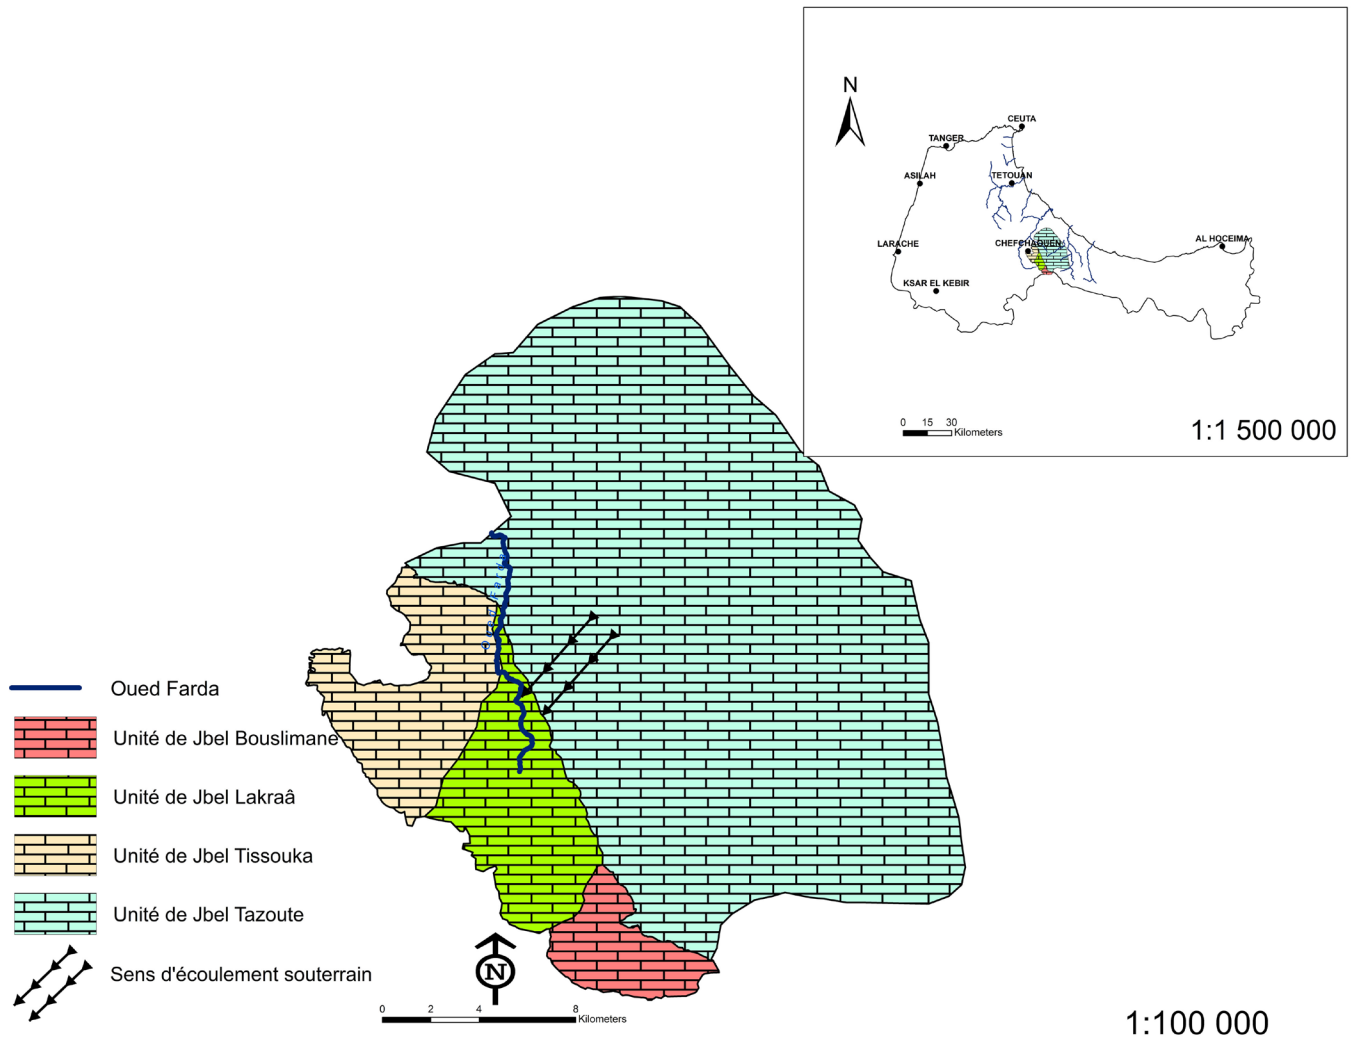 N
CEUTA
TANGER
ASILAH
TETOUAN
LARACHE
CHEFCHAOUEN
AL HOCEIMA
KSAR EL KEBIR
0 15 30
Kilometers
1:1 500 000
Oued Farda
Oued Farda
Unité de Jbel Bouslimane
Unité de Jbel Lakraâ
Unité de Jbel Tissouka
Unité de Jbel Tazoute
Sens d'écoulement souterrain
N
0 2 4 8
Kilometers
1:100 000